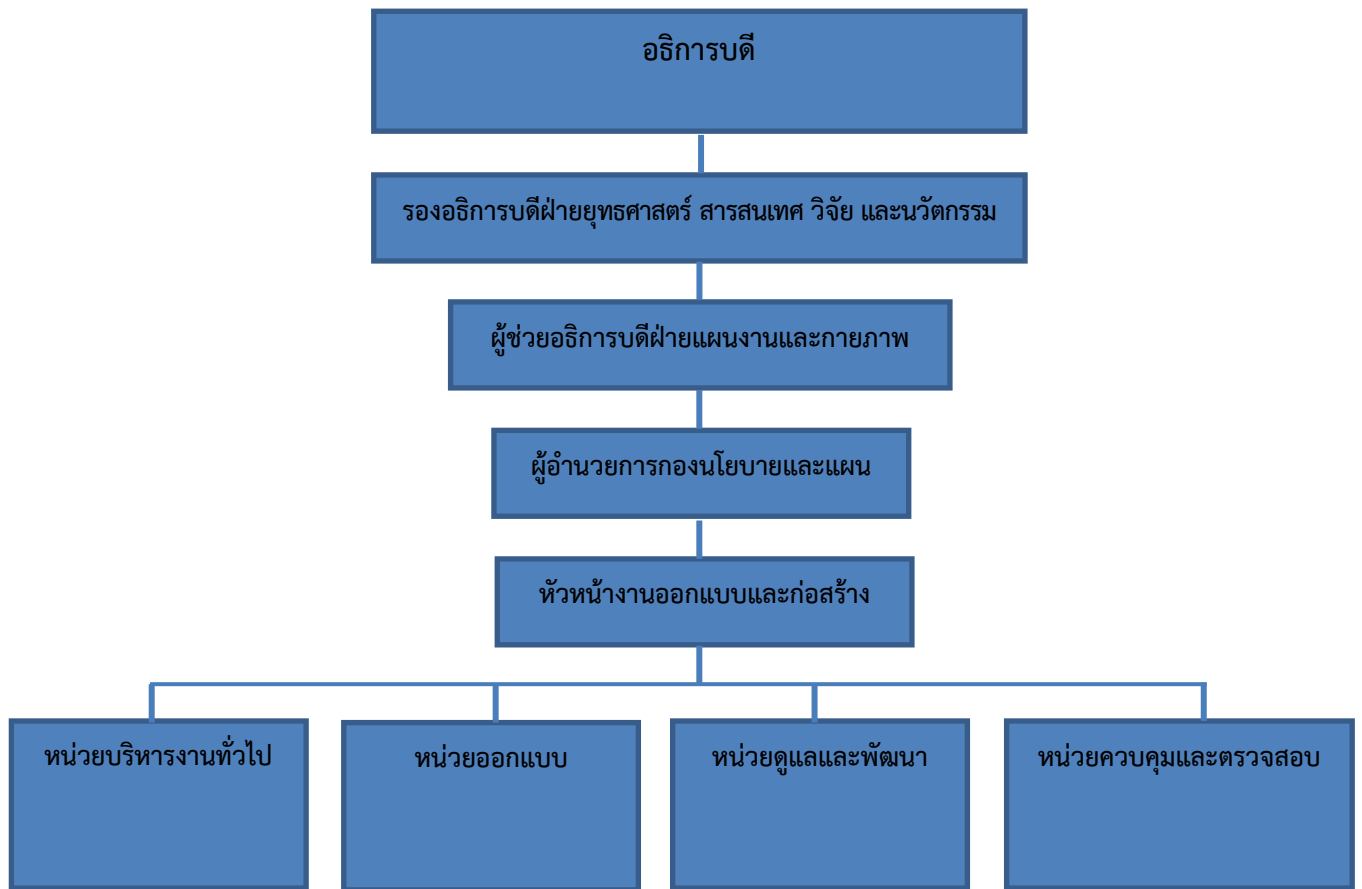 อธิการบดี
รองอธิการบดีฝ่ายยุทธศาสตร์ สารสนเทศ วิจัย และนวัตกรรม
ผู้ช่วยอธิการบดีฝ่ายแผนงานและกายภาพ
ผู้อำนวยการกองนโยบายและแผน
หัวหน้างานออกแบบและก่อสร้าง
หน่วยบริหารงานทั่วไป
หน่วยออกแบบ
หน่วยดูแลและพัฒนา
หน่วยควบคุมและตรวจสอบ